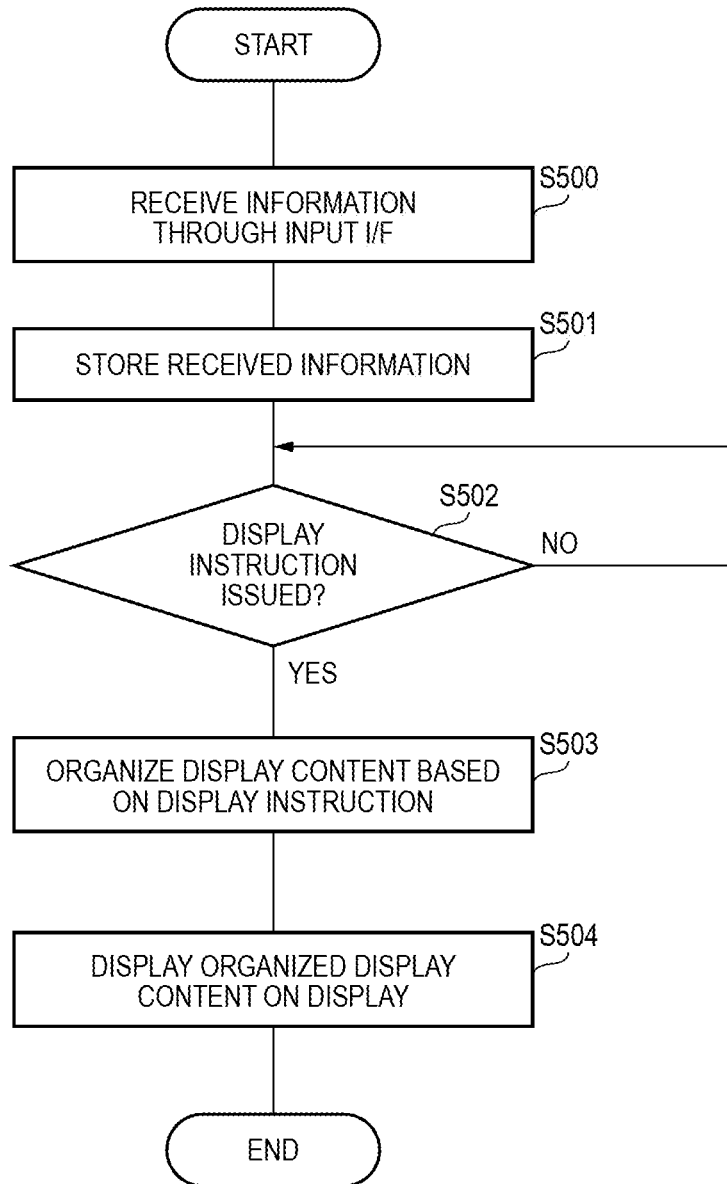 START
S500
RECEIVE INFORMATION
THROUGH INPUT I/F
S501
STORE RECEIVED INFORMATION
S502
DISPLAY
INSTRUCTION
ISSUED?
NO
YES
S503
ORGANIZE DISPLAY CONTENT BASED
ON DISPLAY INSTRUCTION
S504
DISPLAY ORGANIZED DISPLAY
CONTENT ON DISPLAY
END